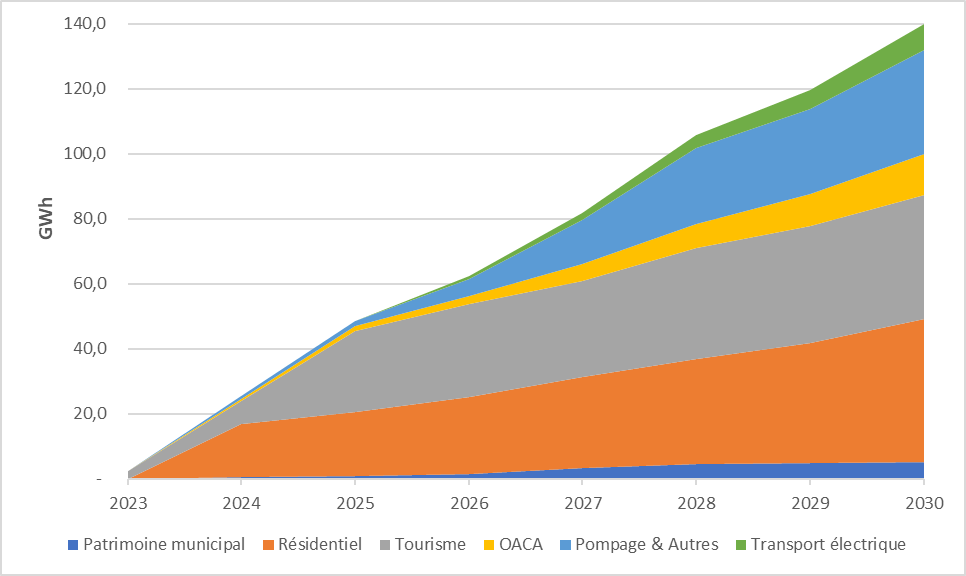 140,0
120,0
100,0
80,0
60,0
40,0
20,0
-
GWh
2023 2024 2025 2026 2027 2028 2029 2030
Patrimoine municipal Résidentiel Tourisme OACA Pompage & Autres Transport électrique